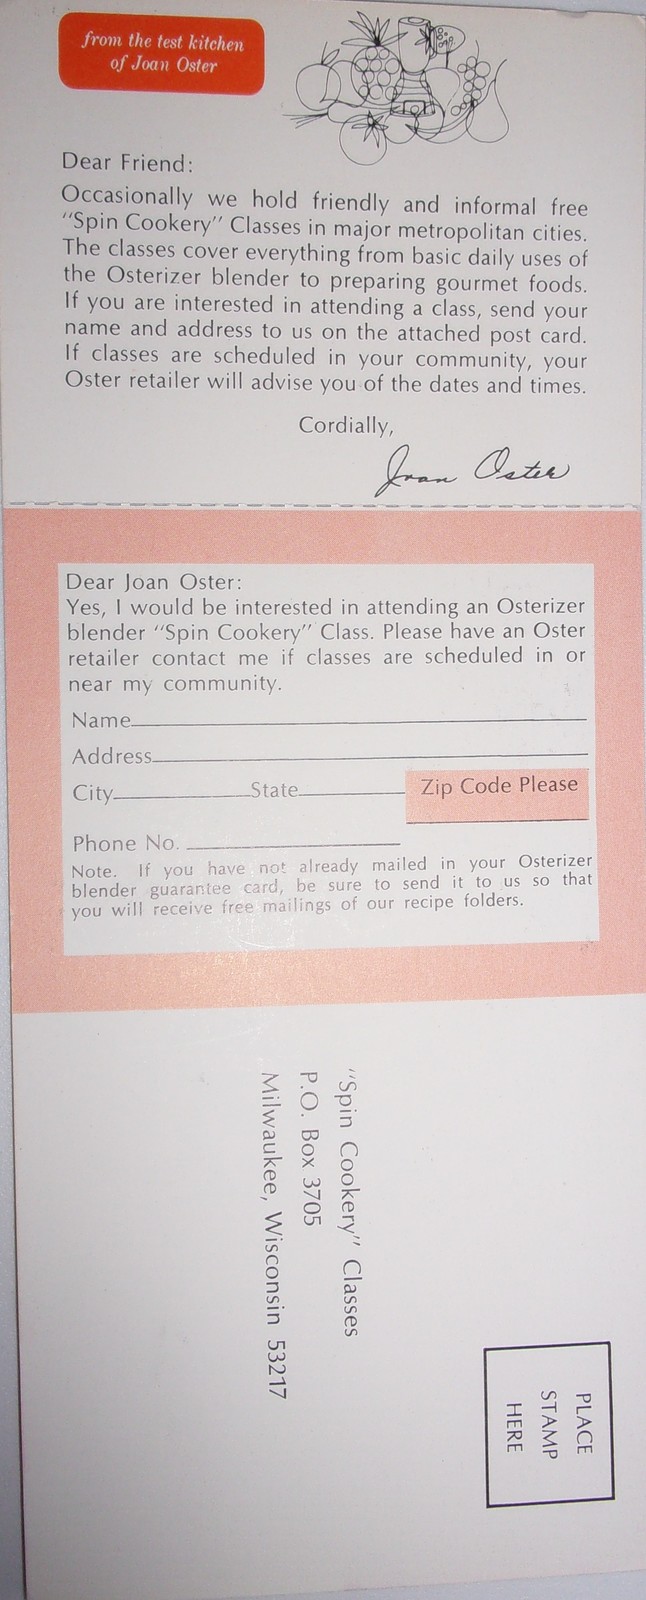 from the test kitchen
of Joan Oster
Dear Friend:
Occasionally we hold friendly and informal free
"Spin Cookery" Classes in major metropolitan cities.
The classes cover everything from basic daily uses of
the Osterizer blender to preparing gourmet foods.
If you are interested in attending a class, send your
name and address to us on the attached post card.
If classes are scheduled in your community, your
Oster retailer will advise you of the dates and times.
Cordially,
Joan Oster
Dear Joan Oster:
Yes, I would be interested in attending an Osterizer
blender "Spin Cookery" Class. Please have an Oster
retailer contact me if classes are scheduled in or
near my community.
Name
Address
City State Zip Code Please
Phone No.
Note. If you have not already mailed in your Osterizer
blender guarantee card, be sure to send it to us so that
you will receive free mailings of our recipe folders.
"Spin Cookery" Classes
P.O. Box 3705
Milwaukee, Wisconsin 53217
PLACE
STAMP
HERE